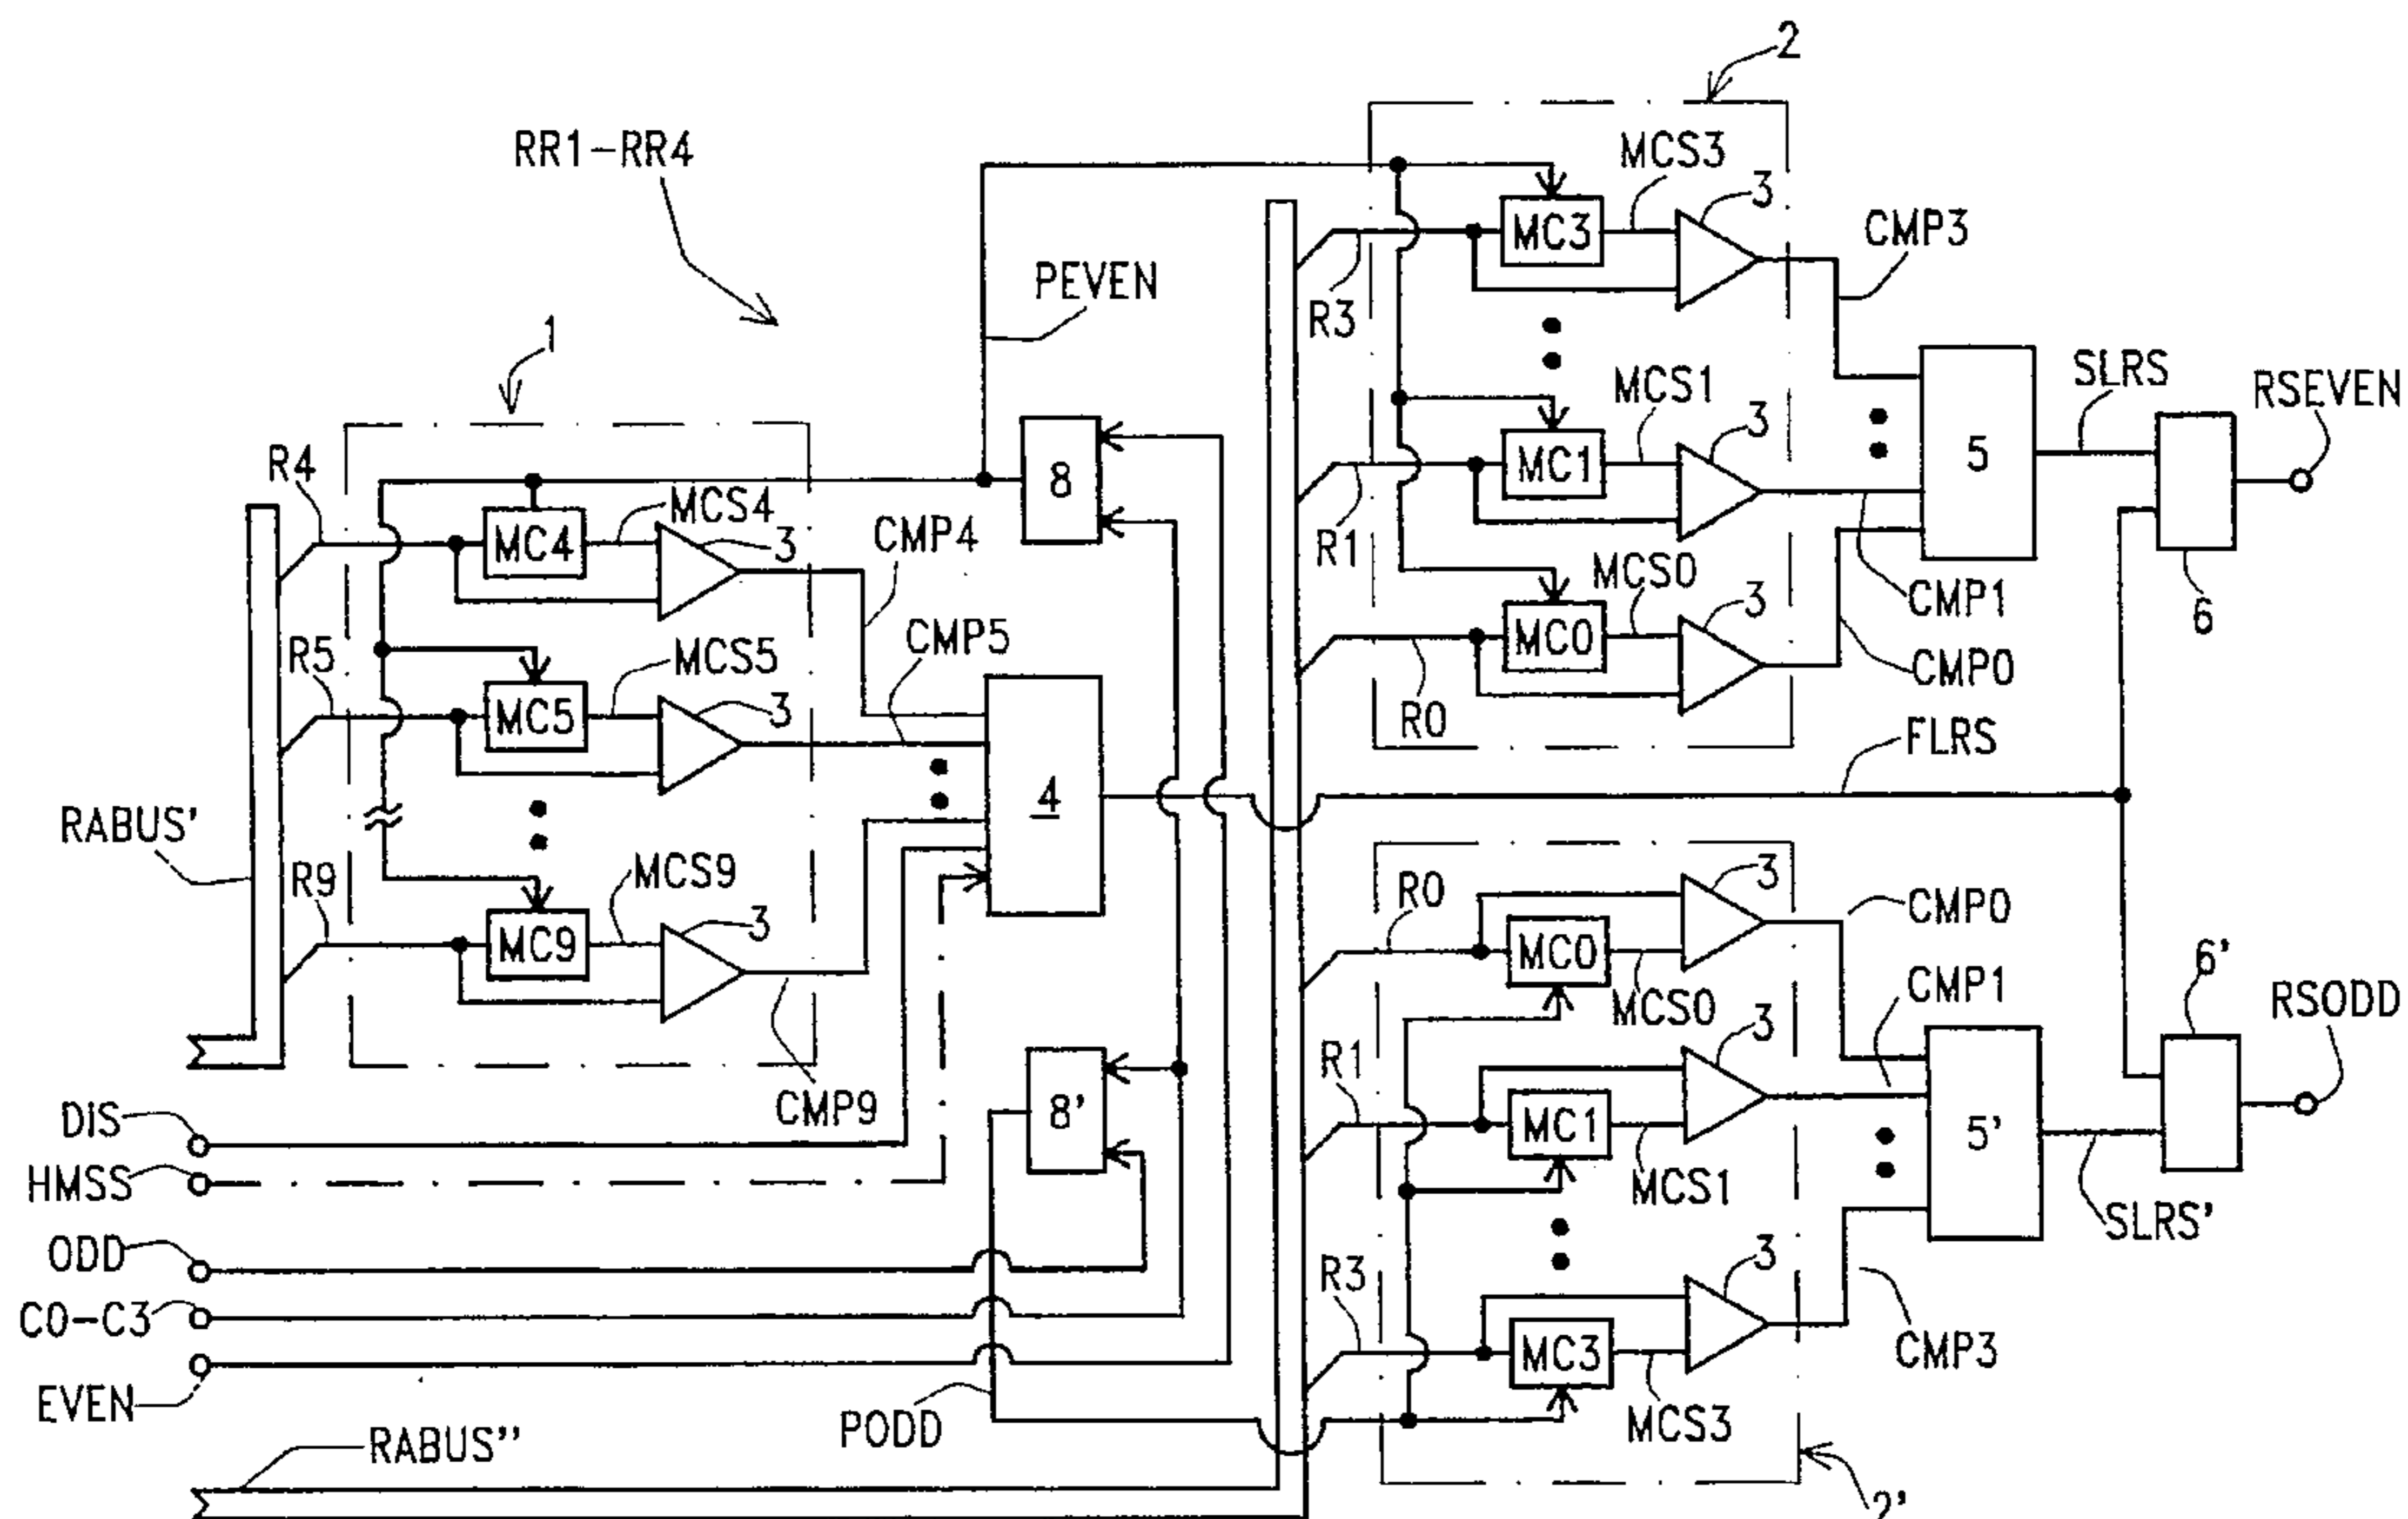 2
RR1-RR4
MCS3
3
MC3
CMP3
PEVEN
R3
1
MCS1
SLRS
RSEVEN
3
R4
8
MC1
5
MCS4
R1
MC4
3
CMP4
MCS0
CMP1
3
6
R5
MCS5
CMP5
MC0
CMP0
MC5
3
R0
FLRS
RABUS'
4
R9
MCS9
3
R0
3
CMP0
MC9
MC0
6'
MCS0
CMP1
RSODD
3
R1
DIS
CMP9
8'
MC1
5'
HMSS
MCS1
SLRS'
ODD
R3
3
C0-C3
MC3
CMP3
EVEN
PODD
MCS3
RABUS''
2'